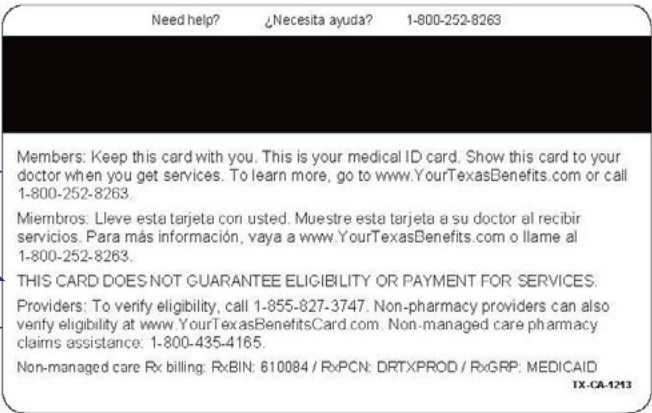 Need help? ¿Necesita ayuda? 1-800-252-8263
Members: Keep this card with you. This is your medical ID card. Show this card to your
doctor when you get services. To learn more, go to www.YourTexasBenefits.com or call
1-800-252-8263.
Miembros: Lleve esta tarjeta con usted. Muestre esta tarjeta a su doctor al recibir
servicios. Para más información, vaya a www.YourTexasBenefits.com o llame al
1-800-252-8263.
THIS CARD DOES NOT GUARANTEE ELIGIBILITY OR PAYMENT FOR SERVICES.
Providers: To verify eligibility, call 1-855-827-3747. Non-pharmacy providers can also
verify eligibility at www.YourTexasBenefitsCard.com. Non-managed care pharmacy
claims assistance: 1-800-435-4165.
Non-managed care Rx billing: RxBIN: 610084 / RxPCN: DRTXPROD / RxGRP: MEDICAID
TX-CA-1213